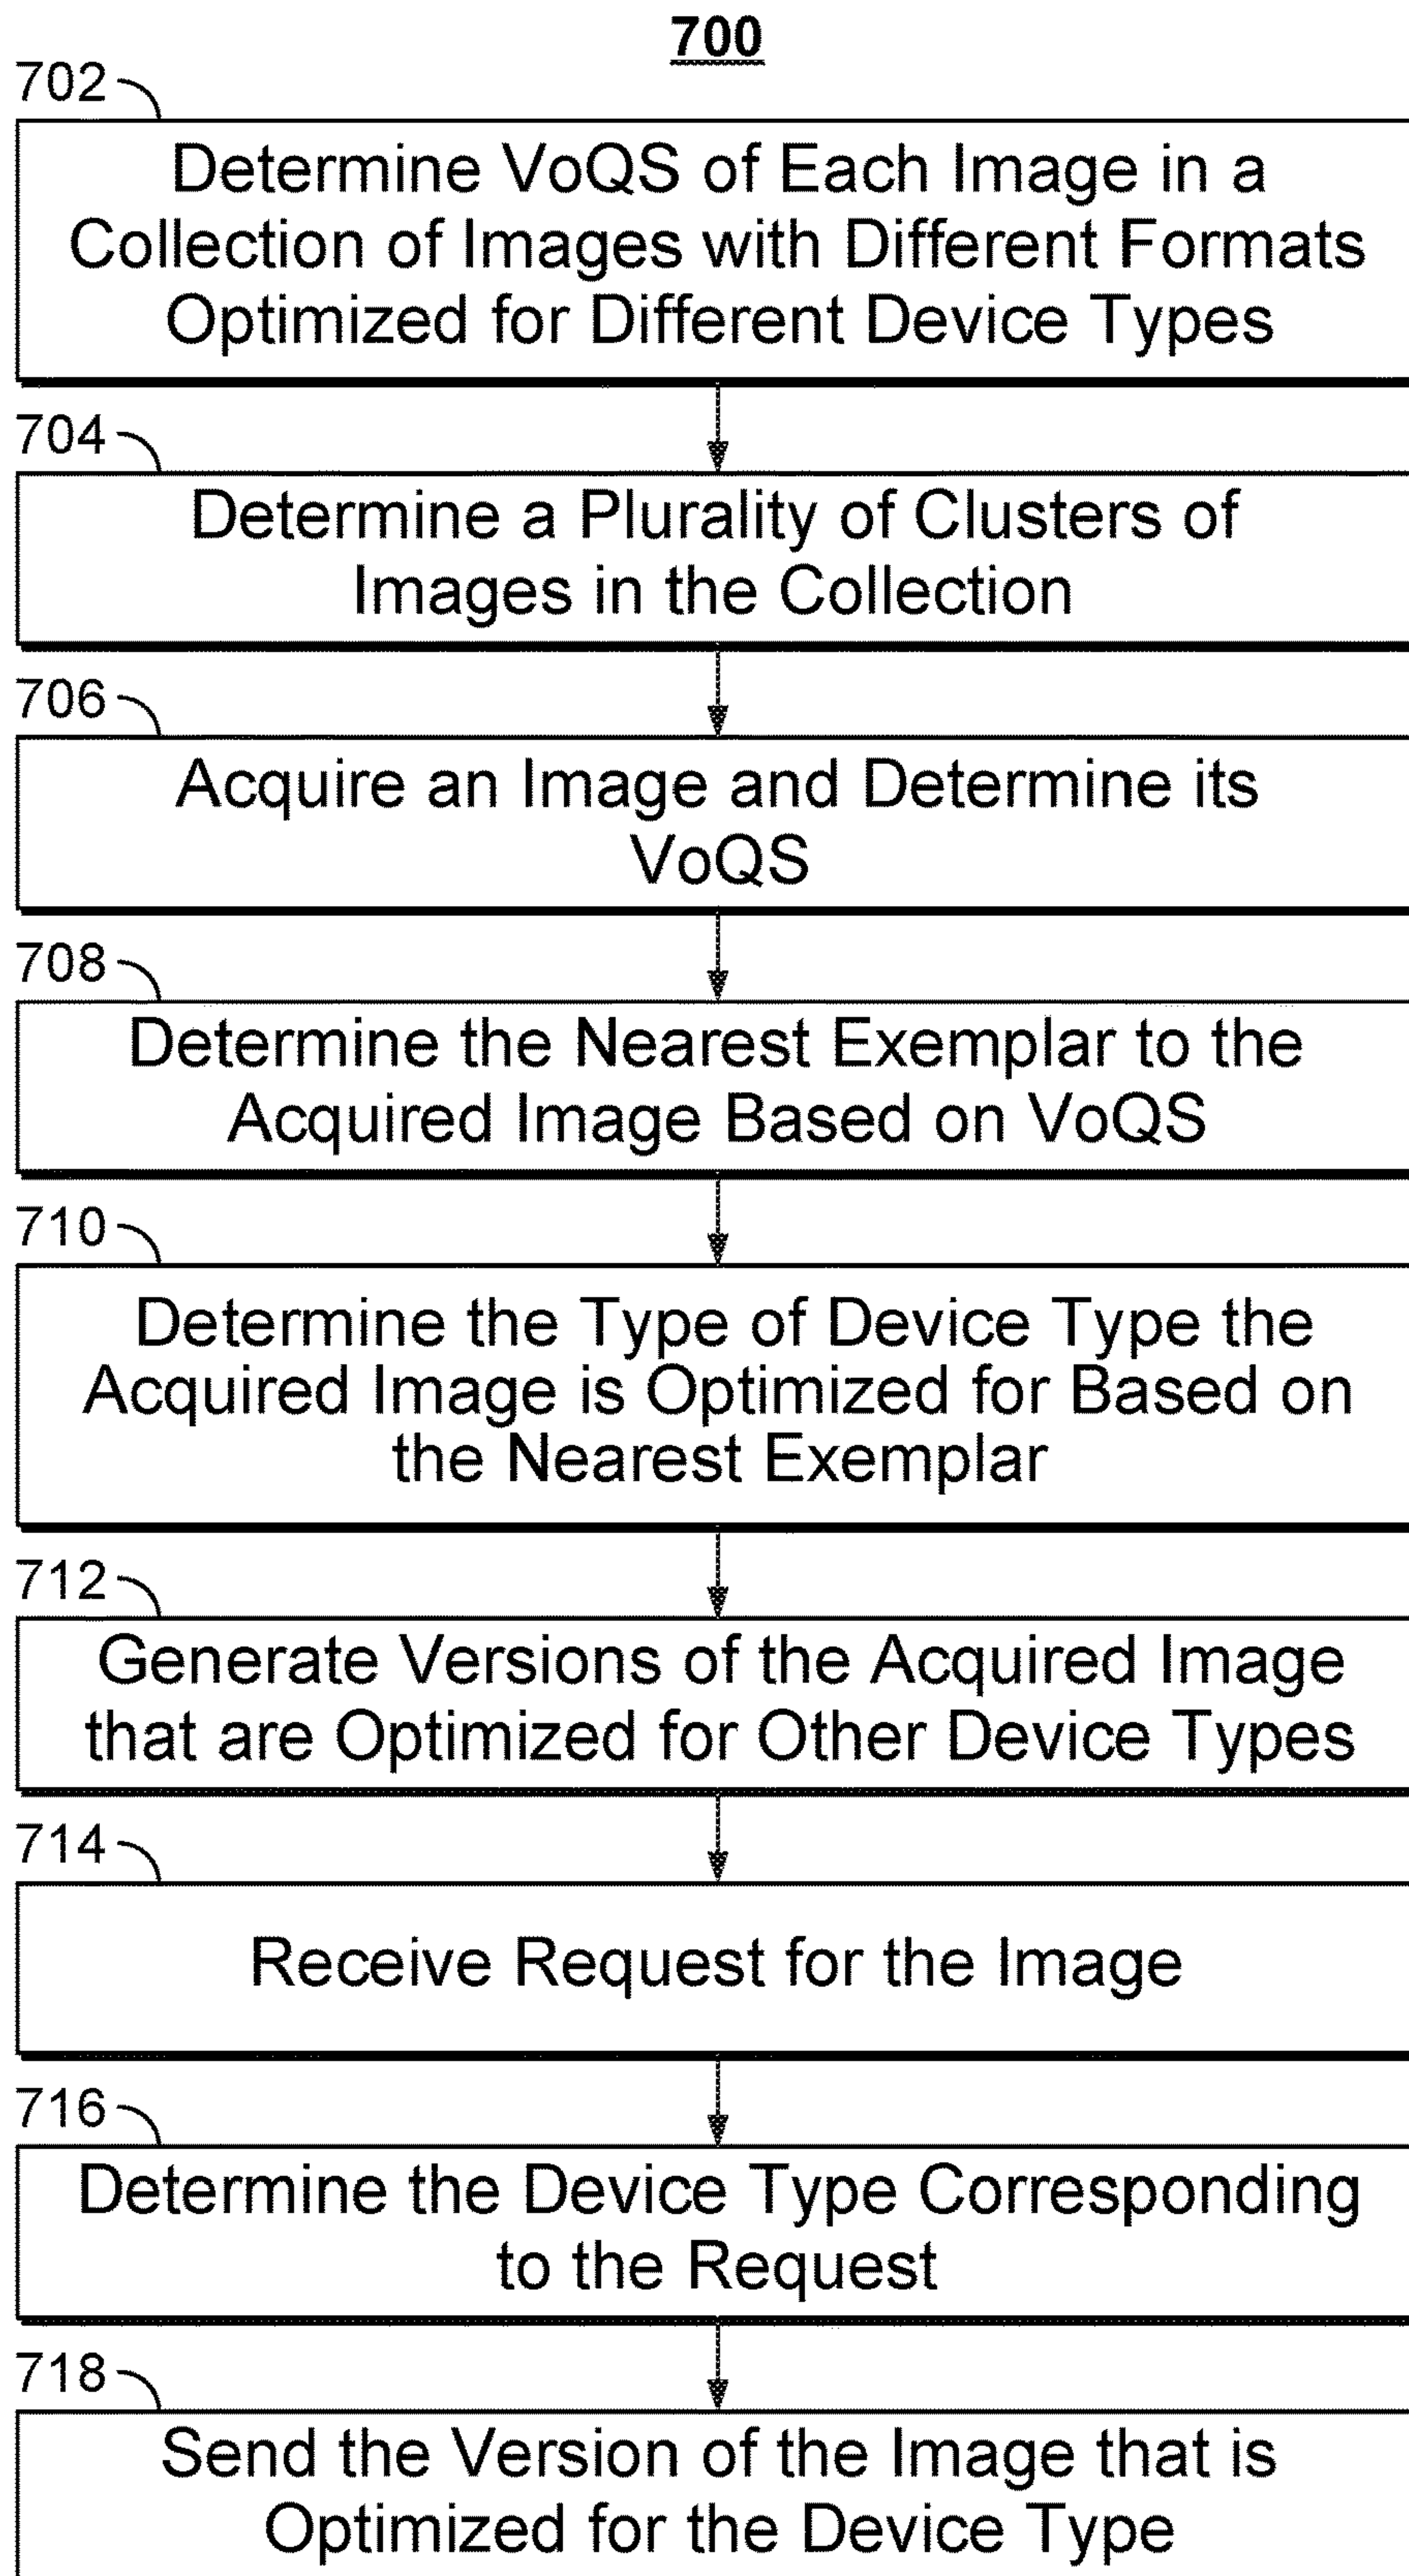 700
702
Determine VoQS of Each Image in a
Collection of Images with Different Formats
Optimized for Different Device Types
704
Determine a Plurality of Clusters of
Images in the Collection
706
Acquire an Image and Determine its
VoQS
708
Determine the Nearest Exemplar to the
Acquired Image Based on VoQS
710
Determine the Type of Device Type the
Acquired Image is Optimized for Based on
the Nearest Exemplar
712
Generate Versions of the Acquired Image
that are Optimized for Other Device Types
714
Receive Request for the Image
716
Determine the Device Type Corresponding
to the Request
718
Send the Version of the Image that is
Optimized for the Device Type